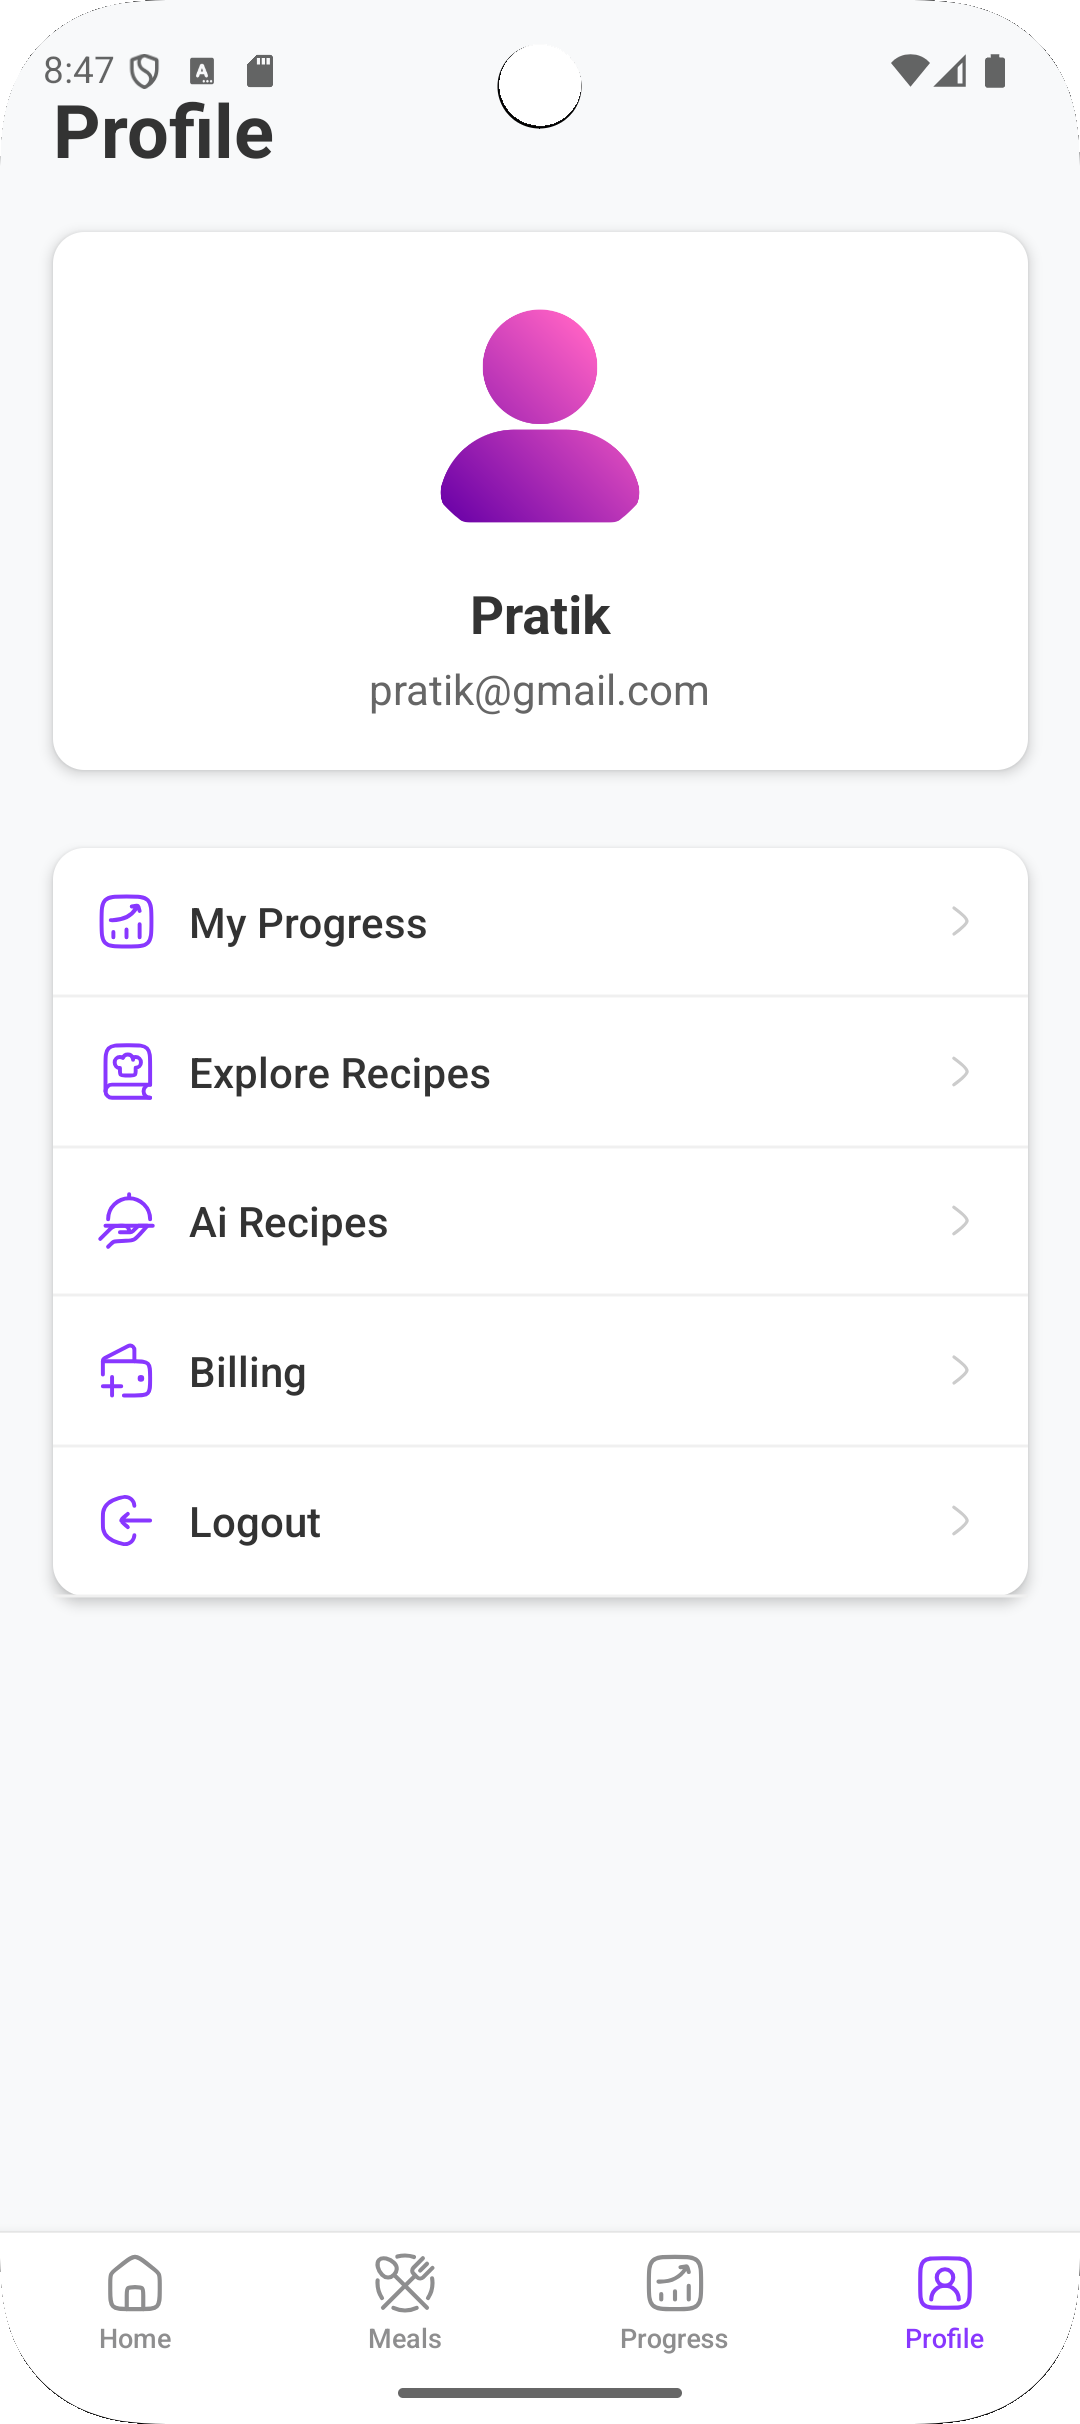 8:47
Profile
Pratik
pratik@gmail.com
My Progress
Explore Recipes
Ai Recipes
Billing
Logout
Home Meals Progress Profile